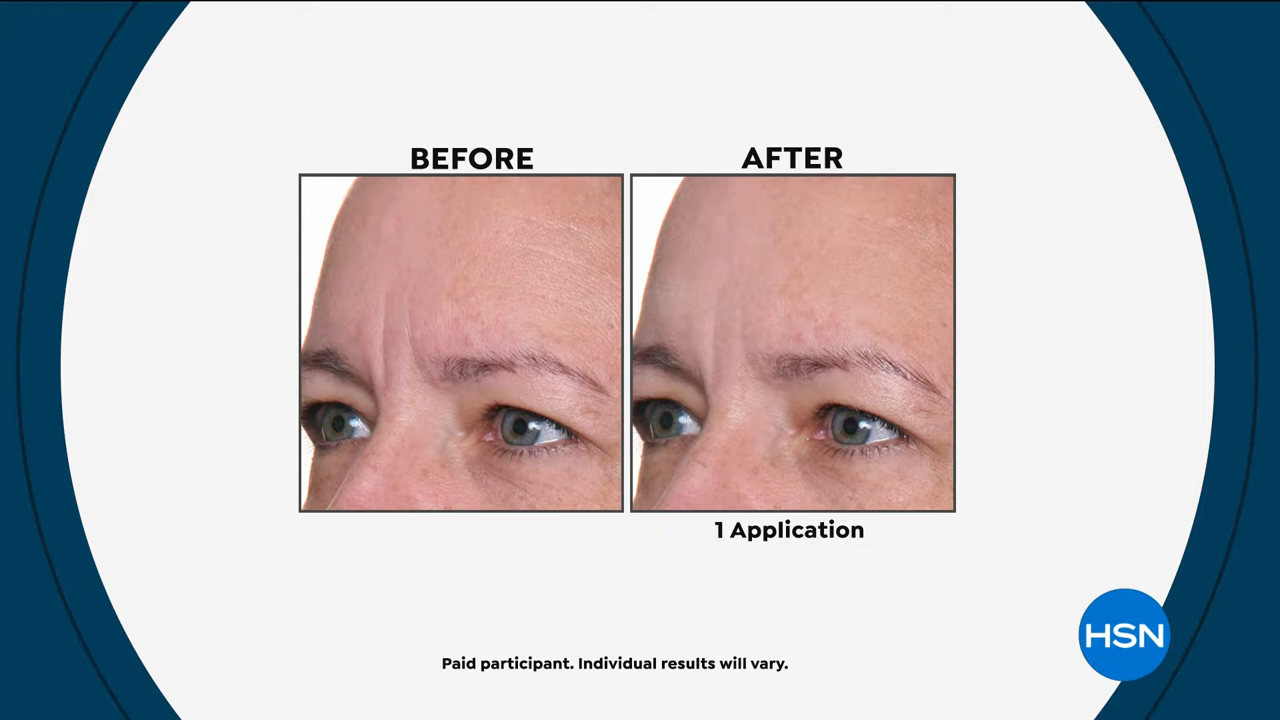 BEFORE
AFTER
1 Application
HSN
Paid participant. Individual results will vary.